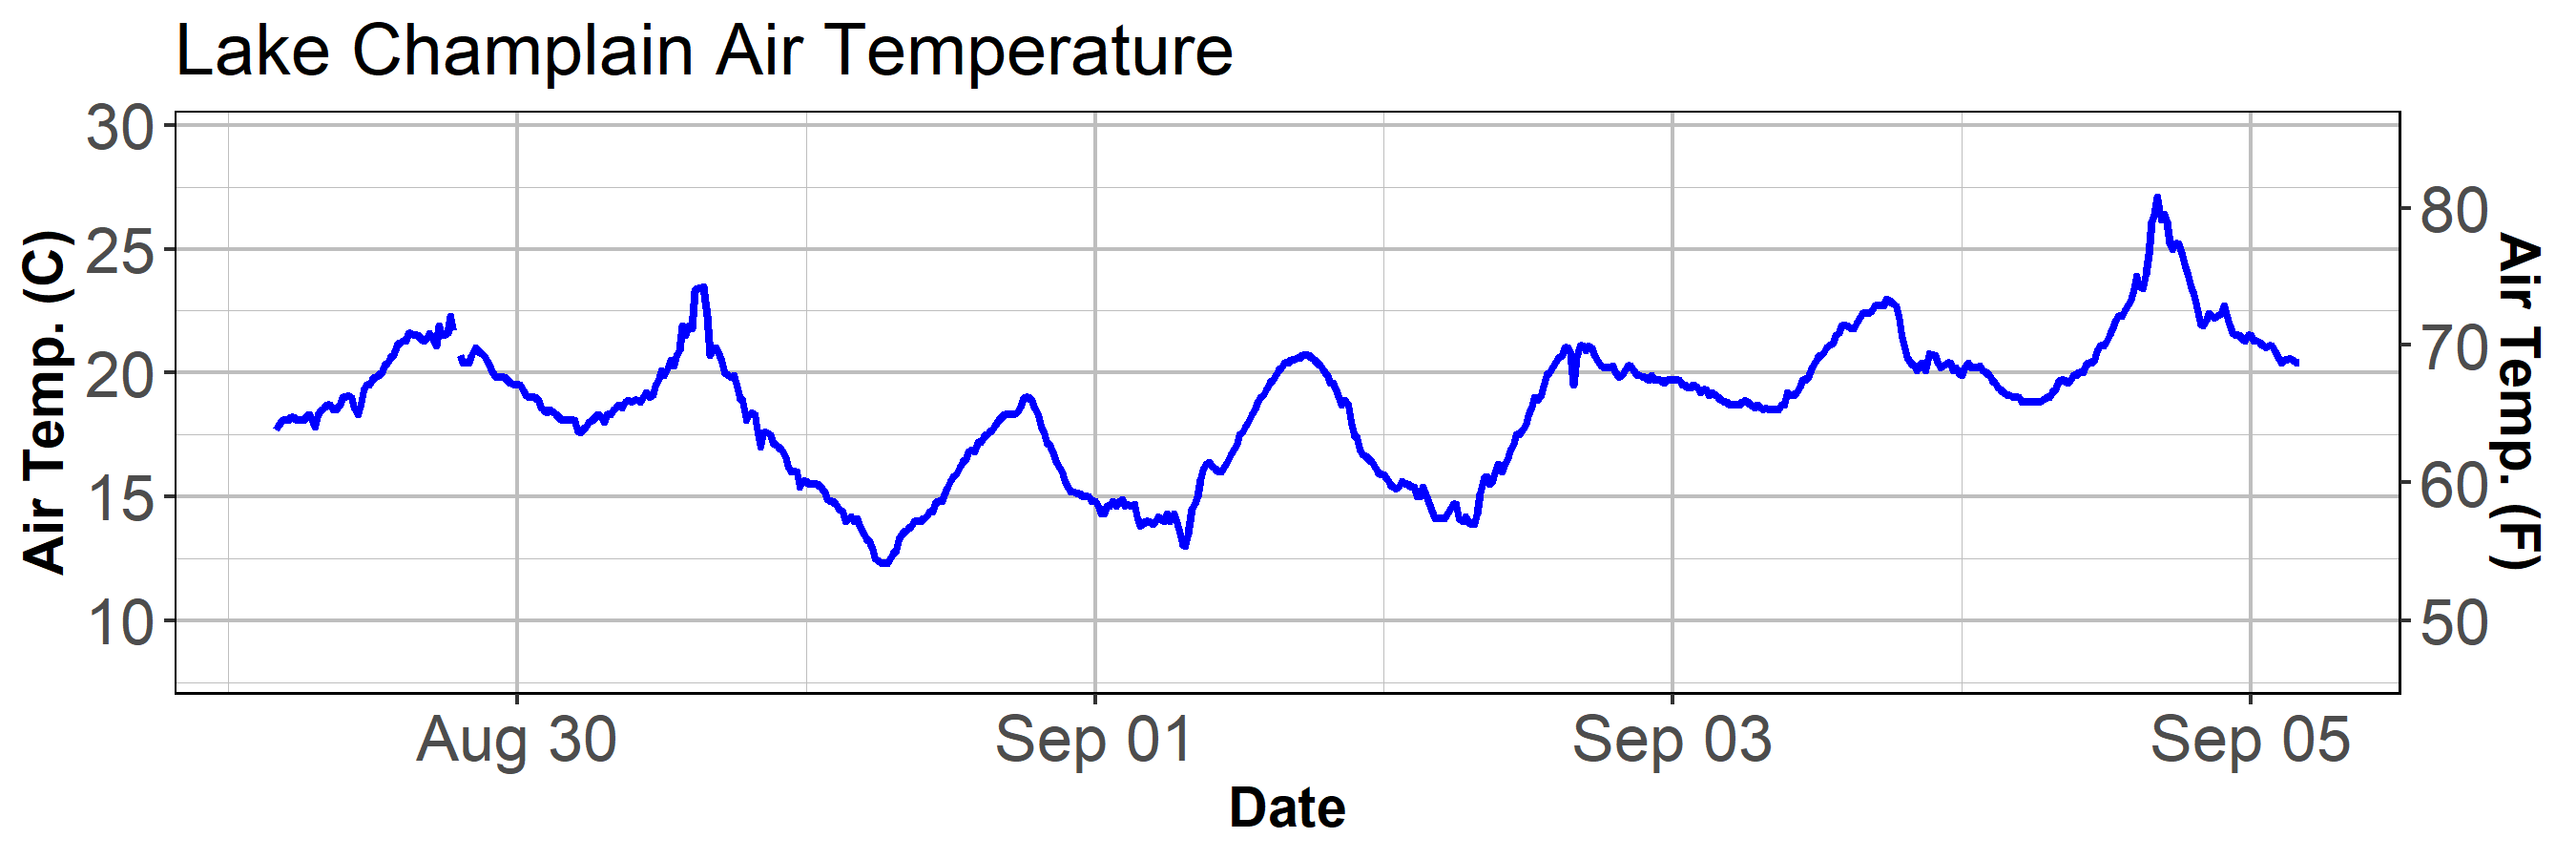 Lake Champlain Air Temperature
Air Temp. (C)
30
25
20
15
10
80
70
60
50
Air Temp. (F)
Aug 30 Sep 01 Sep 03 Sep 05
Date